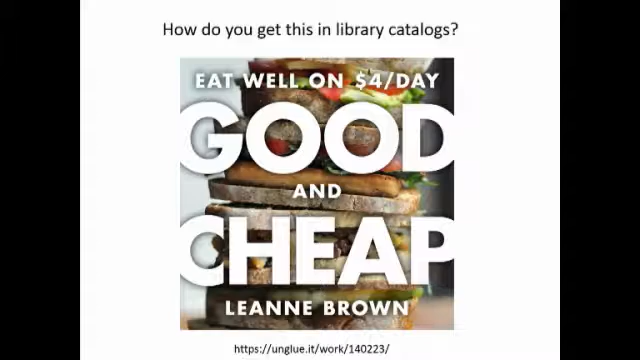 How do you get this in library catalogs?
EAT WELL ON $4/DAY
GOOD
AND
CHEAP
LEANNE BROWN
https://unglue.it/work/140223/